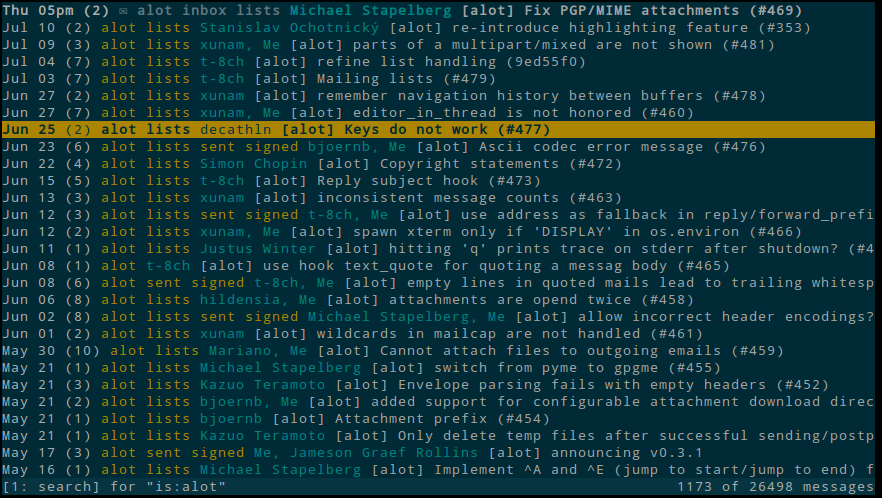 Thu 05pm (2) ✉ alot inbox lists Michael Stapelberg [alot] Fix PGP/MIME attachments (#469)
Jul 10 (2) alot lists Stanislav Ochotnický [alot] re-introduce highlighting feature (#353)
Jul 09 (3) alot lists xunam, Me [alot] parts of a multipart/mixed are not shown (#481)
Jul 04 (7) alot lists t-8ch [alot] refine list handling (9ed55f0)
Jul 03 (7) alot lists t-8ch [alot] Mailing lists (#479)
Jun 27 (2) alot lists xunam [alot] remember navigation history between buffers (#478)
Jun 27 (7) alot lists xunam, Me [alot] editor_in_thread is not honored (#460)
Jun 25 (2) alot lists decathln [alot] Keys do not work (#477)
Jun 23 (6) alot lists sent signed bjoernb, Me [alot] Ascii codec error message (#476)
Jun 22 (4) alot lists Simon Chopin [alot] Copyright statements (#472)
Jun 15 (5) alot lists t-8ch [alot] Reply subject hook (#473)
Jun 13 (3) alot lists xunam [alot] inconsistent message counts (#463)
Jun 12 (3) alot lists sent signed t-8ch, Me [alot] use address as fallback in reply/forward_prefi
Jun 12 (2) alot lists xunam, Me [alot] spawn xterm only if 'DISPLAY' in os.environ (#466)
Jun 11 (1) alot lists Justus Winter [alot] hitting 'q' prints trace on stderr after shutdown? (#4
Jun 08 (1) alot t-8ch [alot] use hook text_quote for quoting a messag body (#465)
Jun 08 (6) alot sent signed t-8ch, Me [alot] empty lines in quoted mails lead to trailing whitesp
Jun 06 (8) alot lists hildensia, Me [alot] attachments are opend twice (#458)
Jun 02 (8) alot lists sent signed Michael Stapelberg, Me [alot] allow incorrect header encodings?
Jun 01 (2) alot lists xunam [alot] wildcards in mailcap are not handled (#461)
May 30 (10) alot lists Mariano, Me [alot] Cannot attach files to outgoing emails (#459)
May 21 (1) alot lists Michael Stapelberg [alot] switch from pyme to gpgme (#455)
May 21 (3) alot lists Kazuo Teramoto [alot] Envelope parsing fails with empty headers (#452)
May 21 (2) alot lists bjoernb, Me [alot] added support for configurable attachment download direc
May 21 (1) alot lists bjoernb [alot] Attachment prefix (#454)
May 21 (1) alot lists Kazuo Teramoto [alot] Only delete temp files after successful sending/postp
May 17 (3) alot sent signed Me, Jameson Graef Rollins [alot] announcing v0.3.1
May 16 (1) alot lists Michael Stapelberg [alot] Implement ^A and ^E (jump to start/jump to end) f
[1: search] for "is:alot" 1173 of 26498 messages